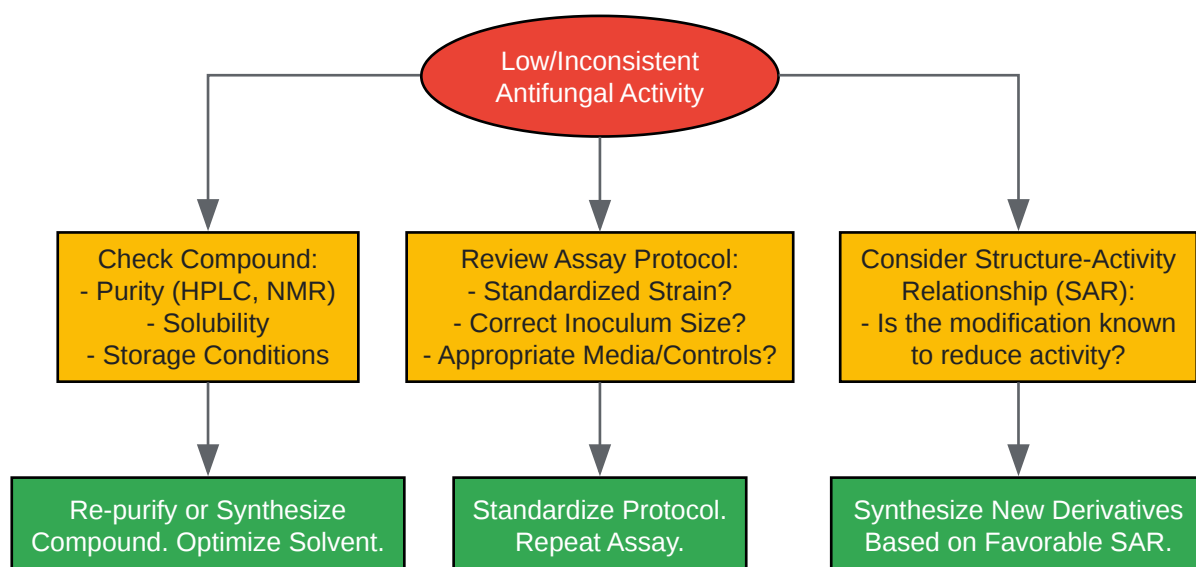 Low/Inconsistent
Antifungal Activity
Check Compound:
- Purity (HPLC, NMR)
- Solubility
- Storage Conditions
Review Assay Protocol:
- Standardized Strain?
- Correct Inoculum Size?
- Appropriate Media/Controls?
Consider Structure-Activity
Relationship (SAR):
- Is the modification known
to reduce activity?
Re-purify or Synthesize
Compound. Optimize Solvent.
Standardize Protocol.
Repeat Assay.
Synthesize New Derivatives
Based on Favorable SAR.